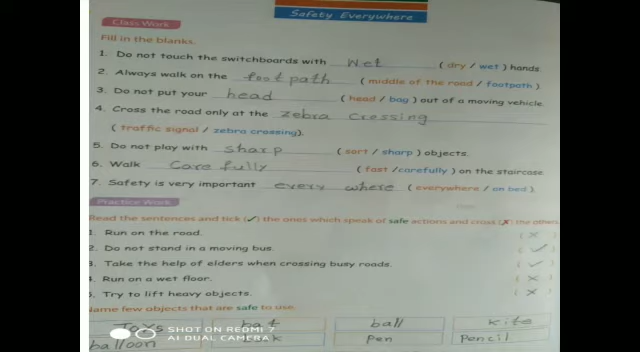 Safety Everywhere
Class Work
Fill in the blanks.
1. Do not touch the switchboards with wet (dry / wet) hands.
2. Always walk on the foot path (middle of the road / footpath).
3. Do not put your head (head / bag) out of a moving vehicle.
4. Cross the road only at the zebra crossing
(traffic signal / zebra crossing).
5. Do not play with sharp (sort / sharp) objects.
6. Walk Care fully (fast /carefully) on the staircase.
7. Safety is very important every where (everywhere / on bed).
Practice Work
Read the sentences and tick (✓) the ones which speak of safe actions and cross (✗) the others.
1. Run on the road. (✗)
2. Do not stand in a moving bus. (✓)
3. Take the help of elders when crossing busy roads. (✓)
4. Run on a wet floor. (✗)
5. Try to lift heavy objects. (✗)
Name few objects that are safe to use.
Toys bat ball kite
balloon Pen Pencil
SHOT ON REDMI 7
AI DUAL CAMERA